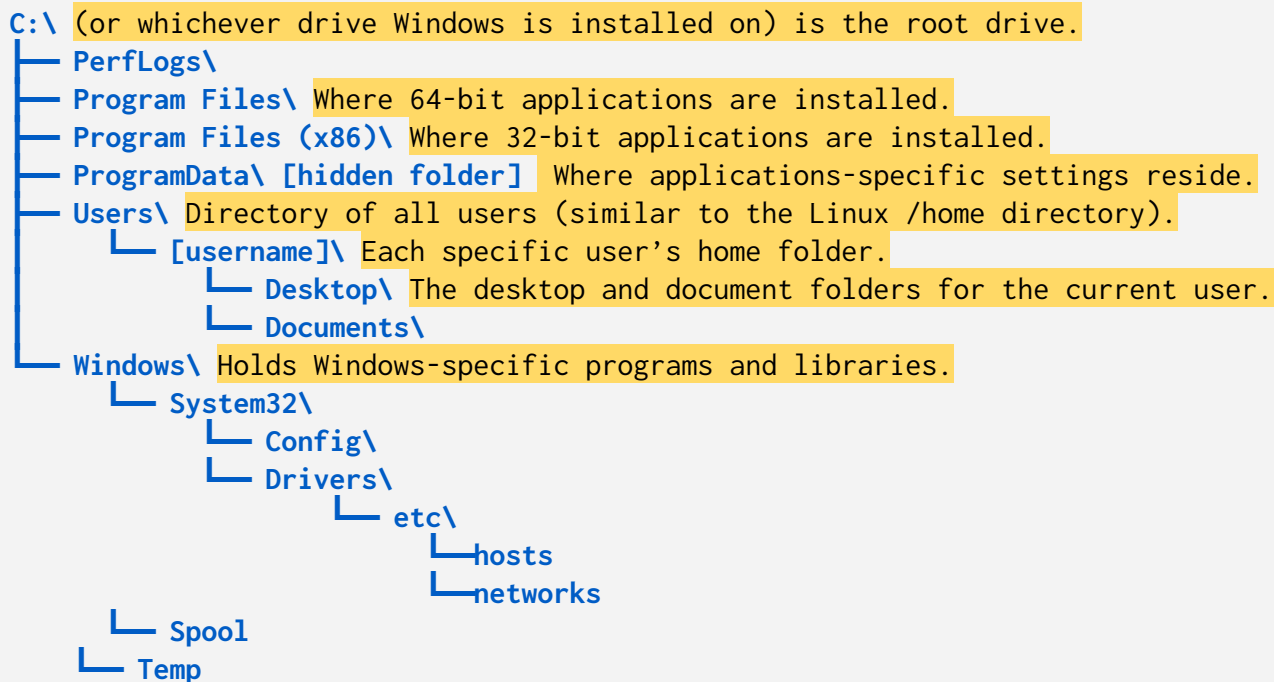 C:\ (or whichever drive Windows is installed on) is the root drive.
├── PerfLogs\
├── Program Files\ Where 64-bit applications are installed.
├── Program Files (x86)\ Where 32-bit applications are installed.
├── ProgramData\ [hidden folder] Where applications-specific settings reside.
├── Users\ Directory of all users (similar to the Linux /home directory).
│ └── [username]\ Each specific user’s home folder.
│ └── Desktop\ The desktop and document folders for the current user.
│ └── Documents\
└── Windows\ Holds Windows-specific programs and libraries.
└── System32\
└── Config\
└── Drivers\
└── etc\
└──hosts
└──networks
└── Spool
└── Temp